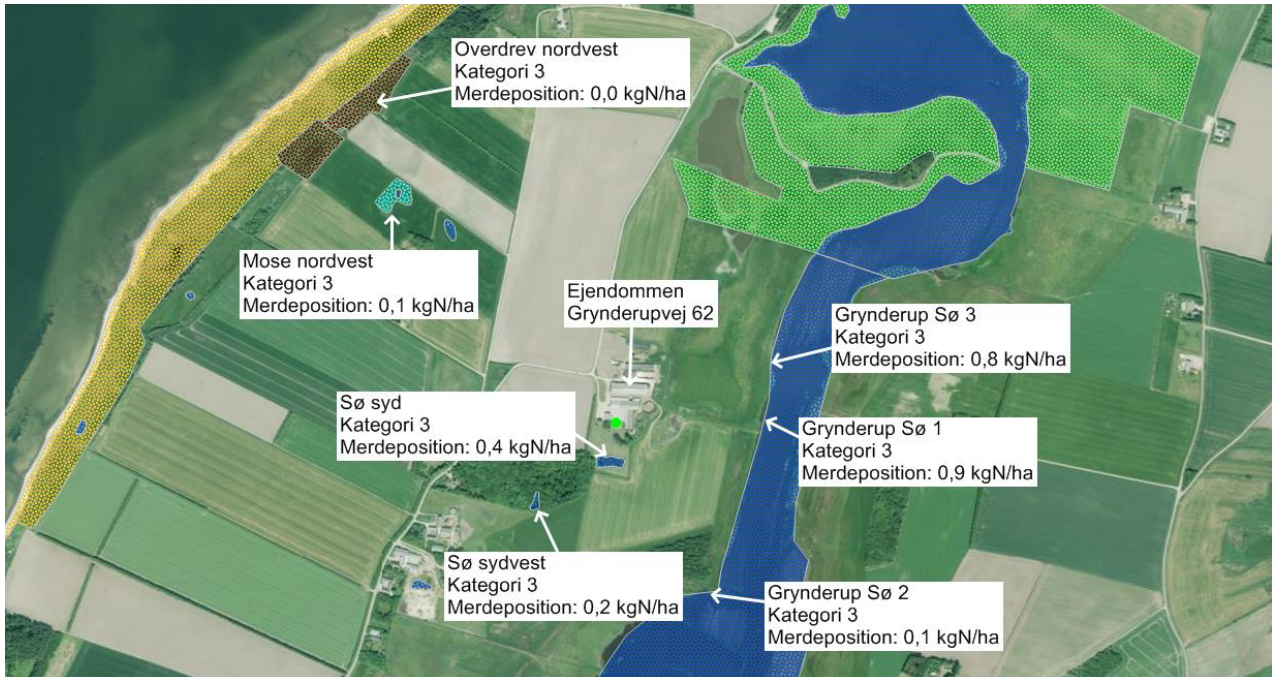 Overdrev nordvest
Kategori 3
Merdeposition: 0,0 kgN/ha
Mose nordvest
Kategori 3
Merdeposition: 0,1 kgN/ha
Ejendommen
Grynderupvej 62
Grynderup Sø 3
Kategori 3
Merdeposition: 0,8 kgN/ha
Sø syd
Kategori 3
Merdeposition: 0,4 kgN/ha
Grynderup Sø 1
Kategori 3
Merdeposition: 0,9 kgN/ha
Sø sydvest
Kategori 3
Merdeposition: 0,2 kgN/ha
Grynderup Sø 2
Kategori 3
Merdeposition: 0,1 kgN/ha